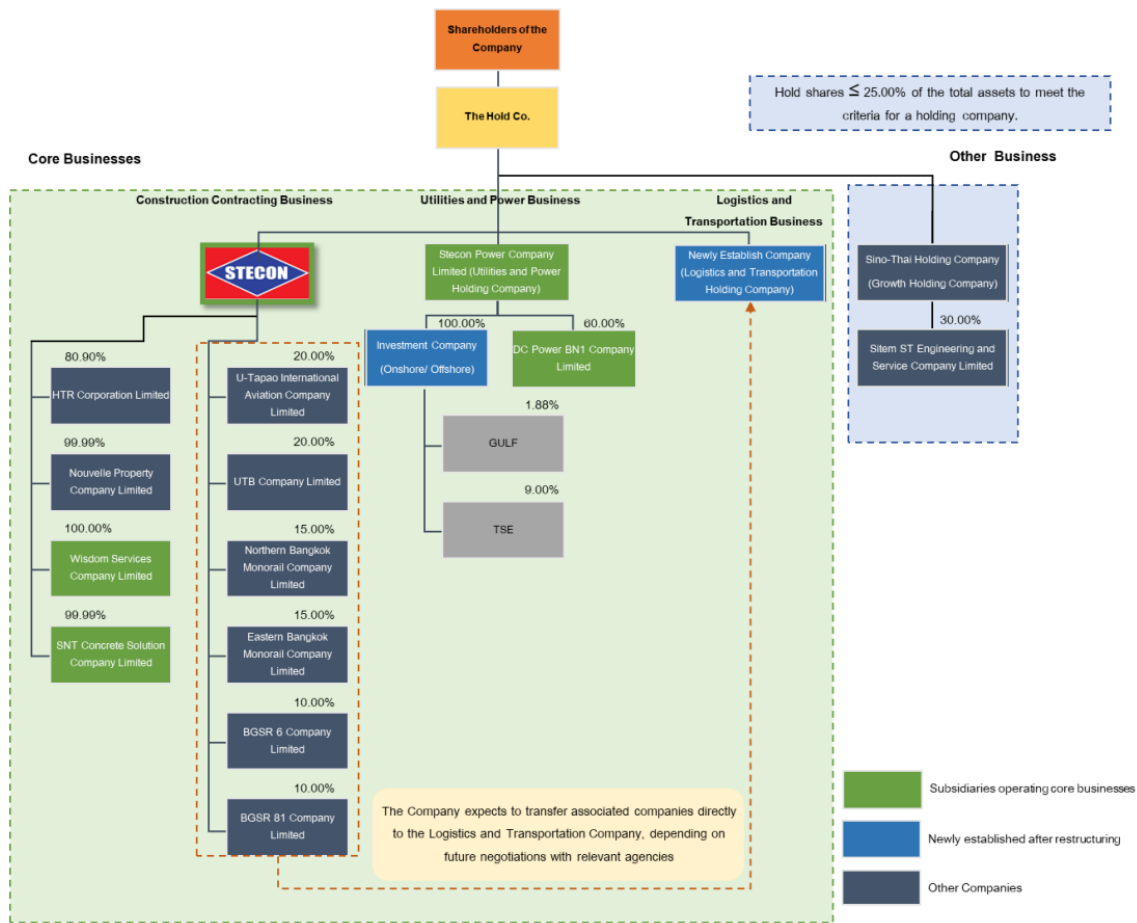 Shareholders of the
Company
The Hold Co.
Hold shares ≤ 25.00% of the total assets to meet the
criteria for a holding company.
Core Businesses
Other Business
Construction Contracting Business
Utilities and Power Business
Logistics and
Transportation Business
STECON
Stecon Power Company
Limited (Utilities and Power
Holding Company)
Newly Establish Company
(Logistics and Transportation
Holding Company)
Sino-Thai Holding Company
(Growth Holding Company)
30.00%
Sitem ST Engineering and
Service Company Limited
80.90%
HTR Corporation Limited
99.99%
Nouvelle Property
Company Limited
100.00%
Wisdom Services
Company Limited
99.99%
SNT Concrete Solution
Company Limited
20.00%
U-Tapao International
Aviation Company
Limited
20.00%
UTB Company Limited
15.00%
Northern Bangkok
Monorail Company
Limited
15.00%
Eastern Bangkok
Monorail Company
Limited
10.00%
BGSR 6 Company
Limited
10.00%
BGSR 81 Company
Limited
100.00%
Investment Company
(Onshore/ Offshore)
60.00%
DC Power BN1 Company
Limited
1.88%
GULF
9.00%
TSE
The Company expects to transfer associated companies directly
to the Logistics and Transportation Company, depending on
future negotiations with relevant agencies
Subsidiaries operating core businesses
Newly established after restructuring
Other Companies